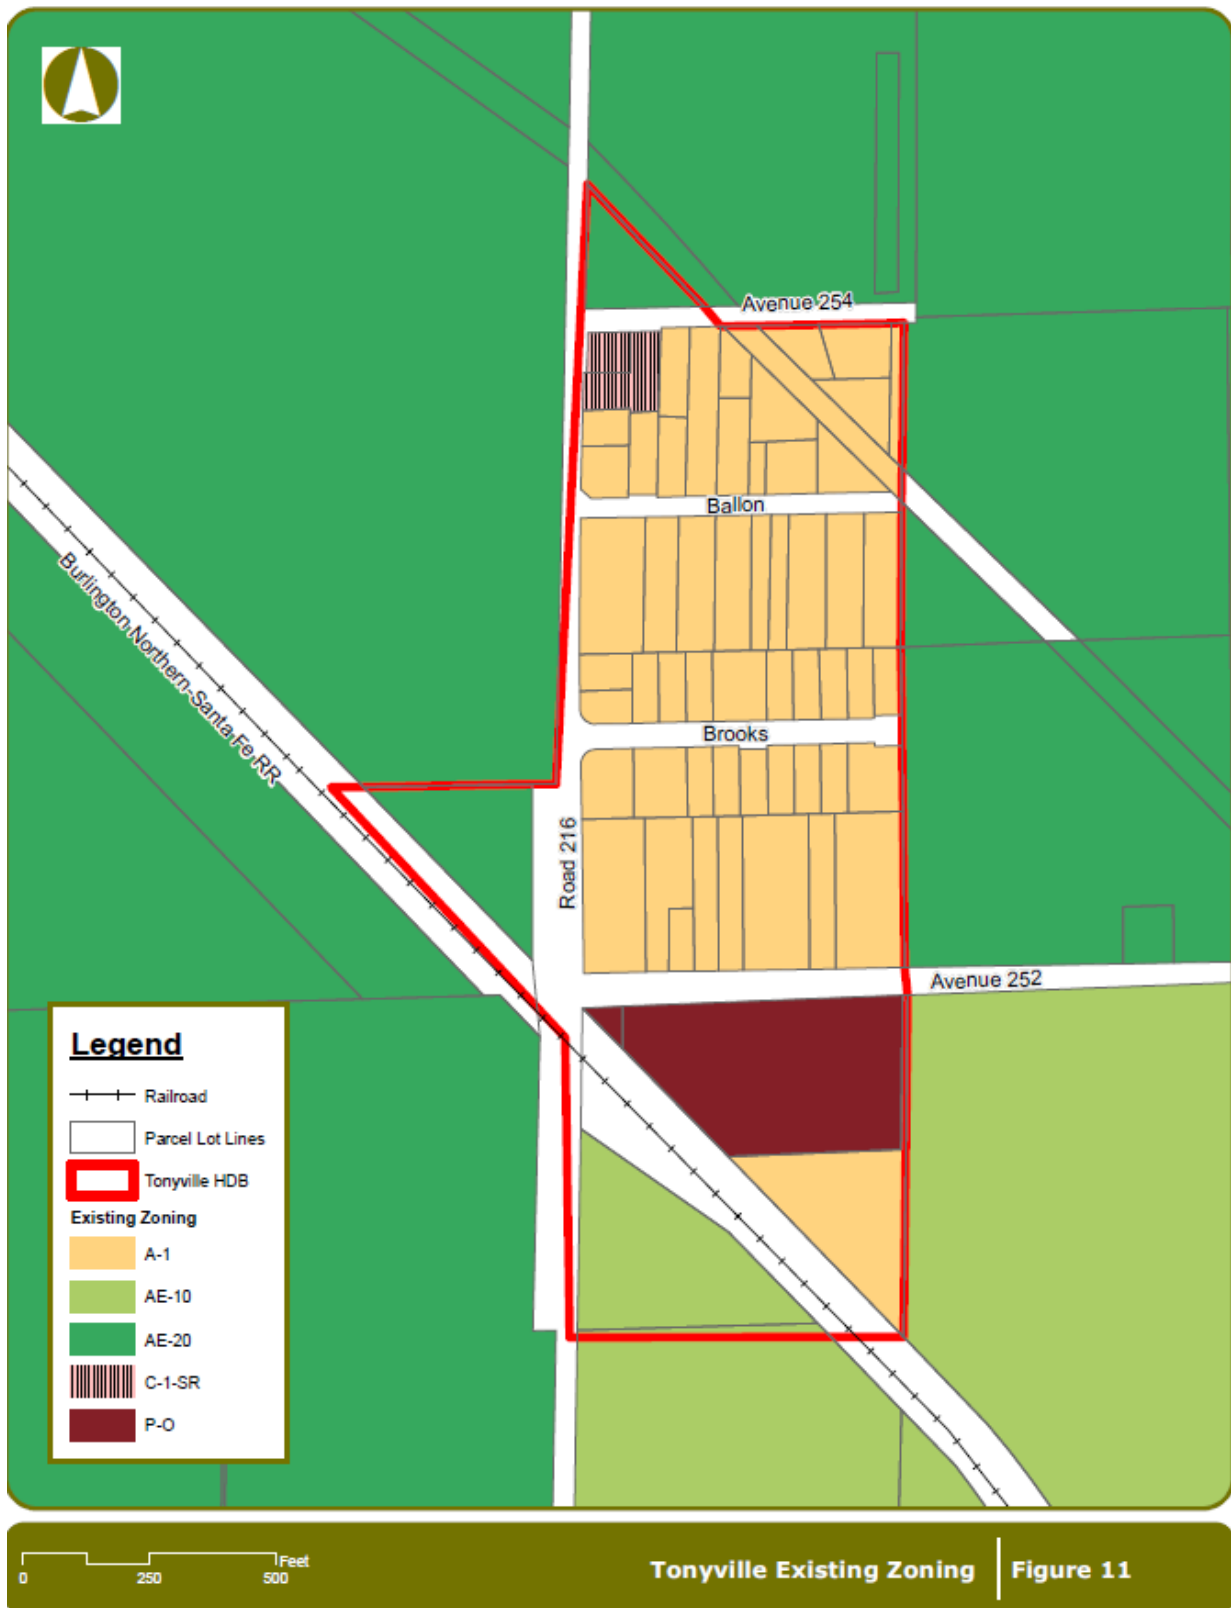 Avenue 254
Ballon
Burlington Northern-Santa Fe RR
Brooks
Road 216
Avenue 252
Legend
Railroad
Parcel Lot Lines
Tonyville HDB
Existing Zoning
A-1
AE-10
AE-20
C-1-SR
P-O
Feet
0 250 500
Tonyville Existing Zoning
Figure 11